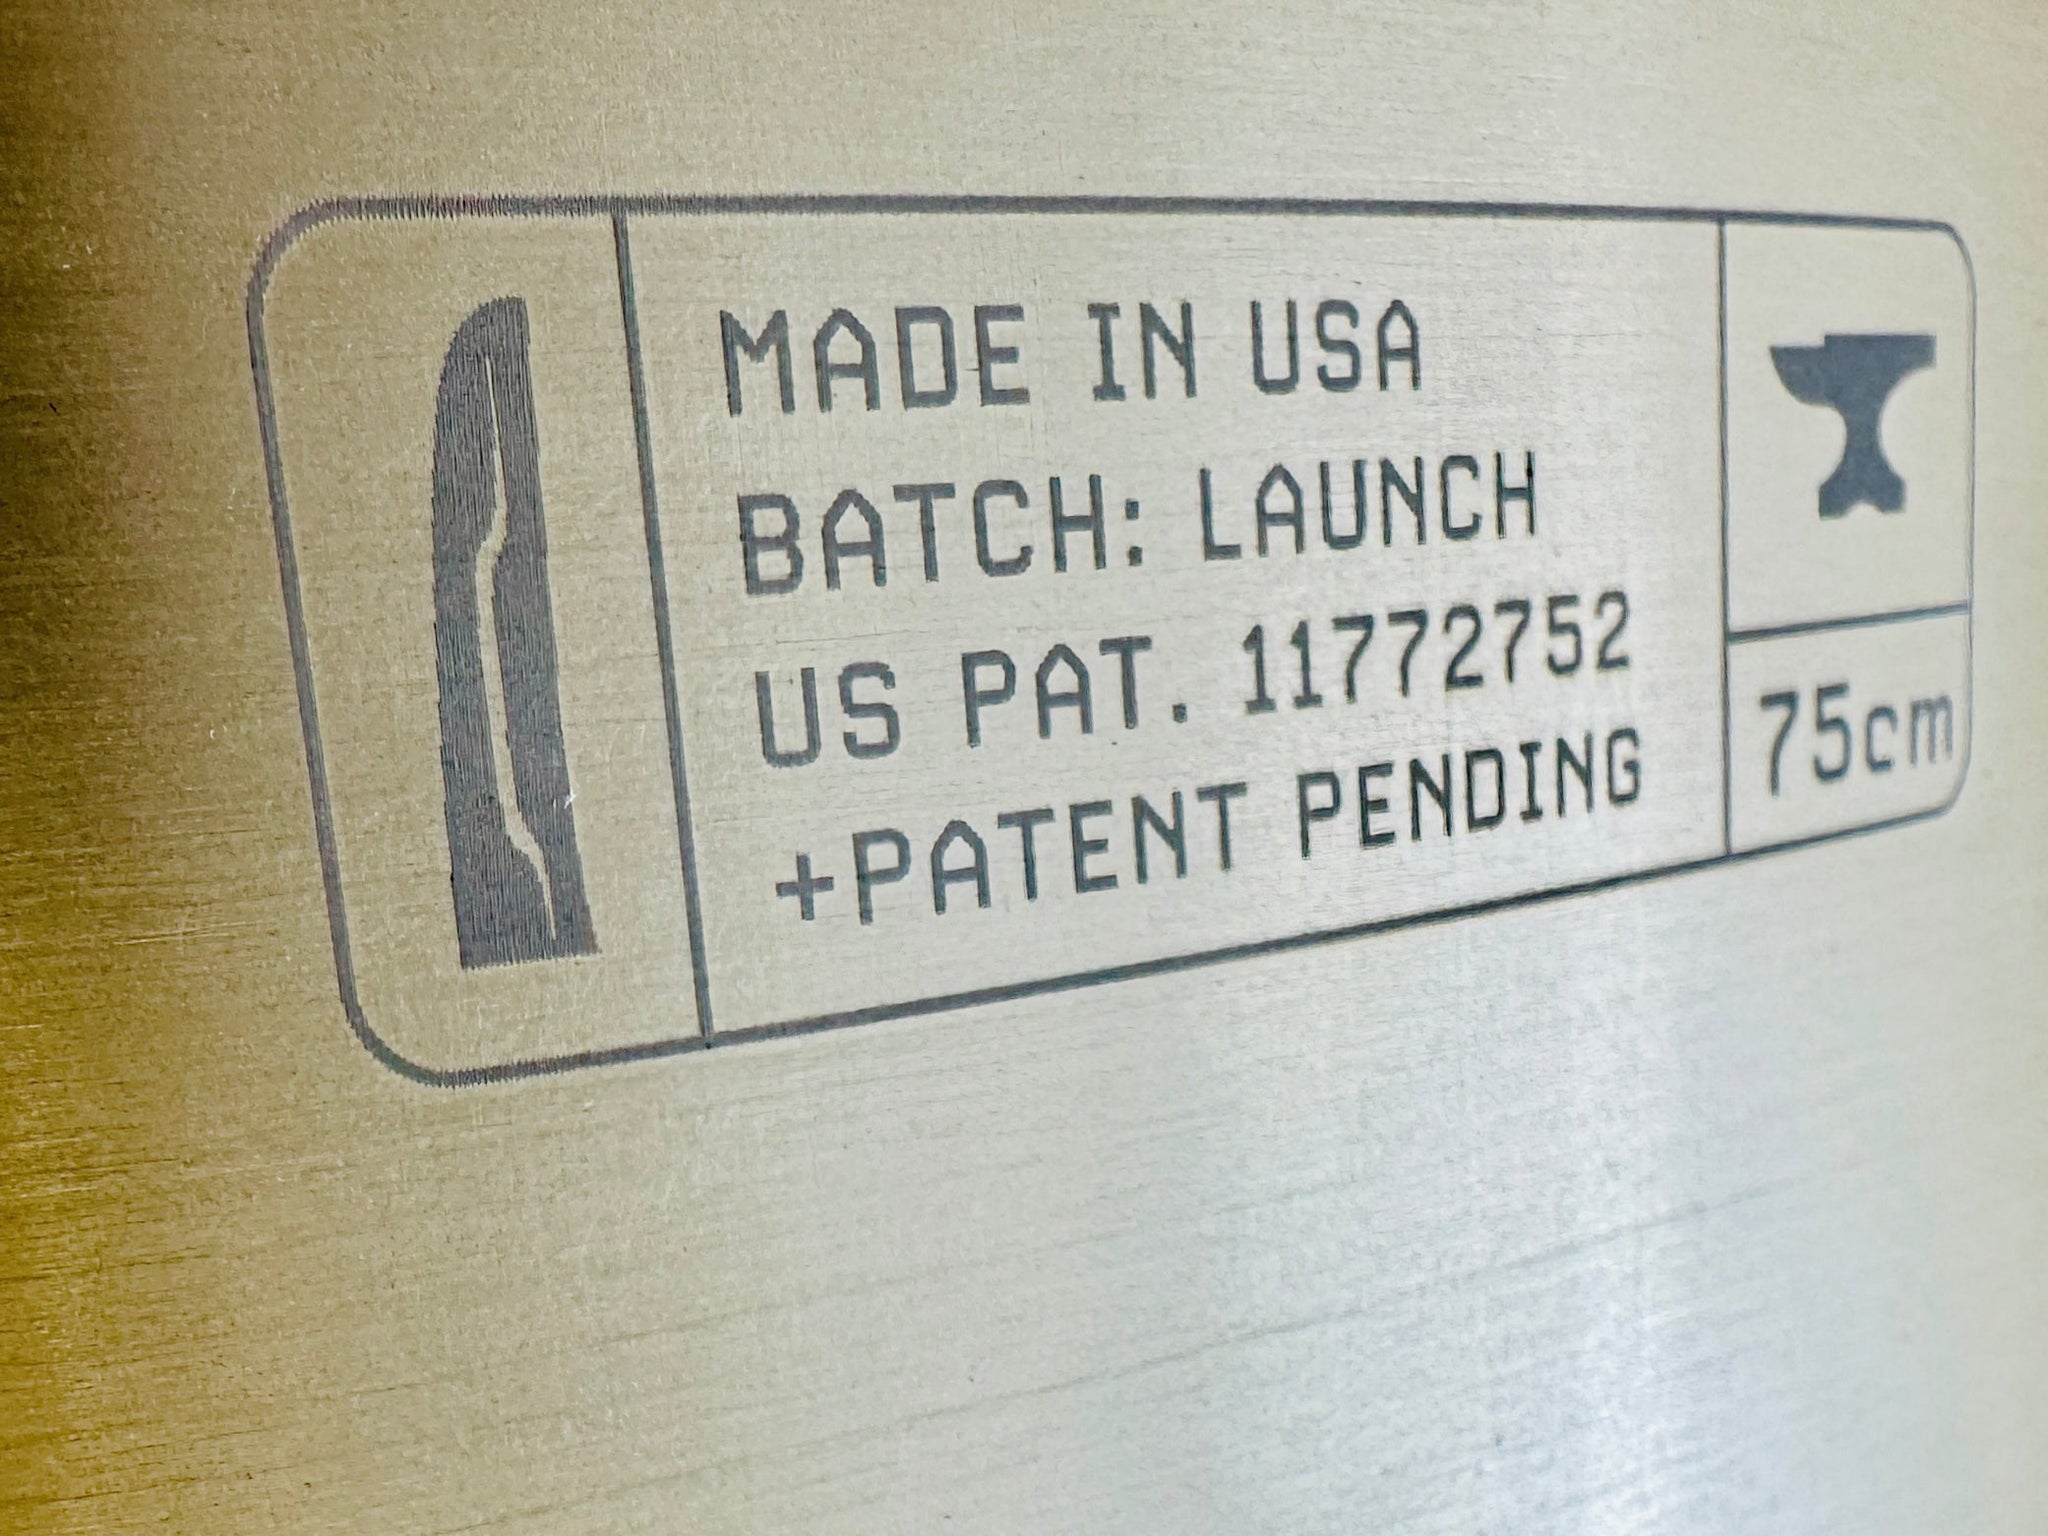 MADE IN USA
BATCH: LAUNCH
US PAT. 11772752
+PATENT PENDING
75cm